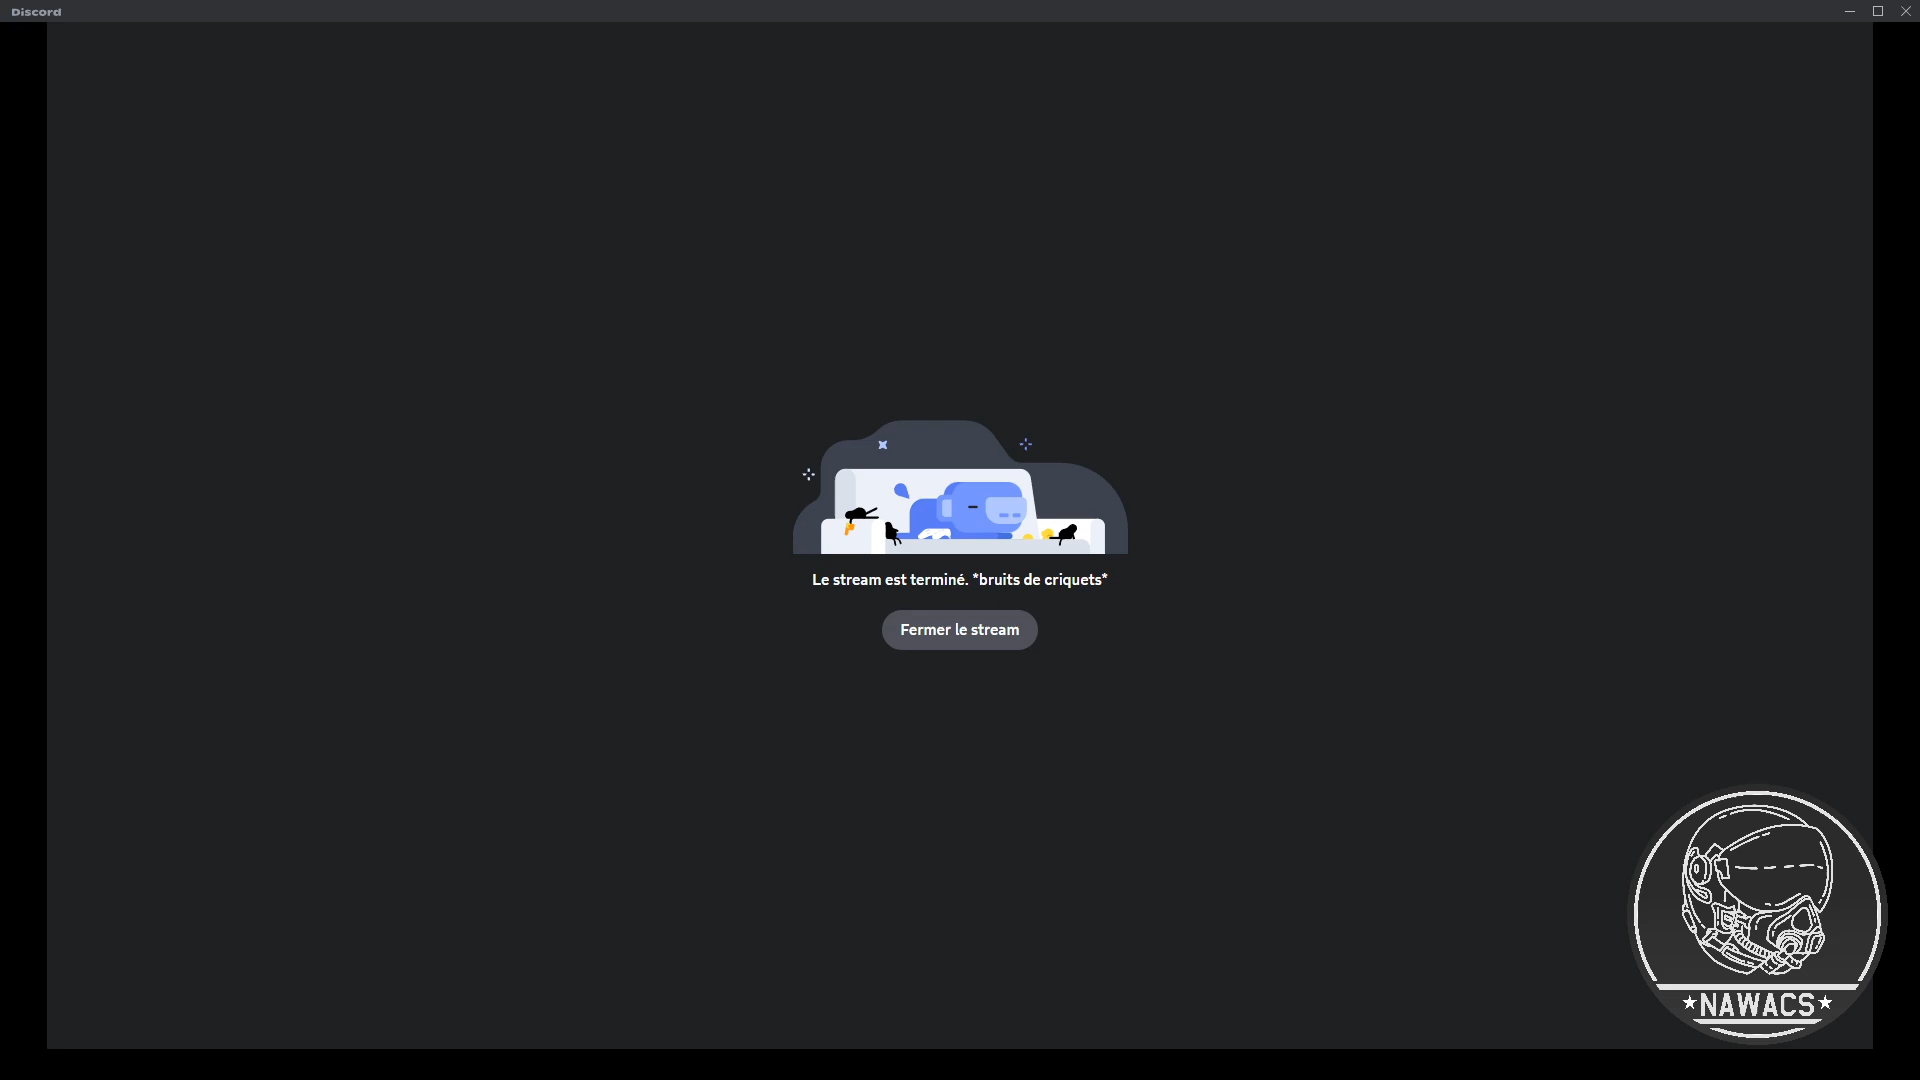 Discord
Le stream est terminé. *bruits de criquets*
Fermer le stream
★NAWACS★